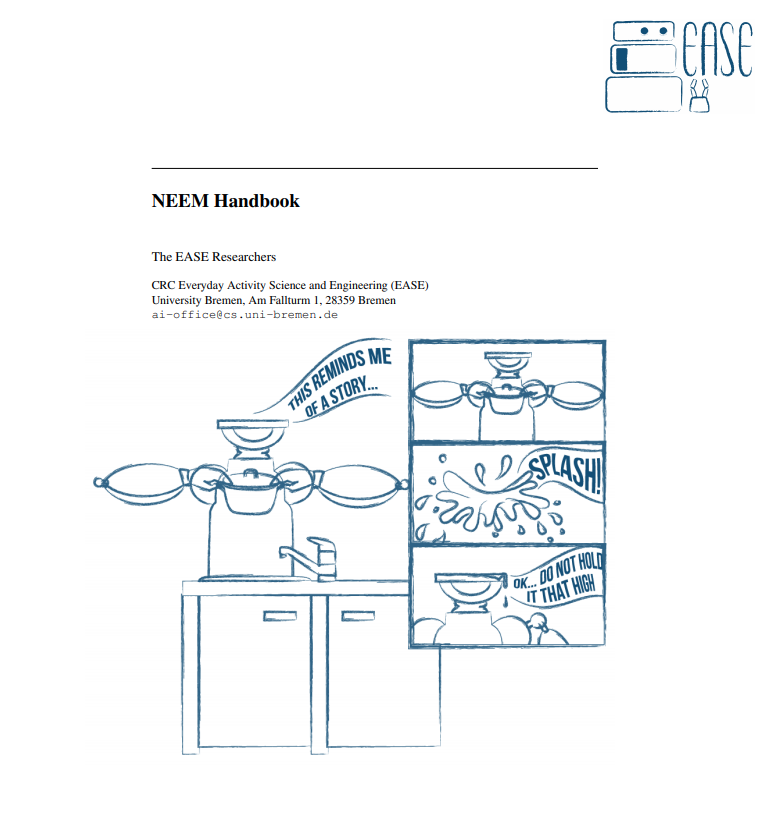 EASE
NEEM Handbook
The EASE Researchers
CRC Everyday Activity Science and Engineering (EASE)
University Bremen, Am Fallturm 1, 28359 Bremen
ai-office@cs.uni-bremen.de
THIS REMINDS ME
OF A STORY...
SPLASH!
OK... DO NOT HOLD
IT THAT HIGH